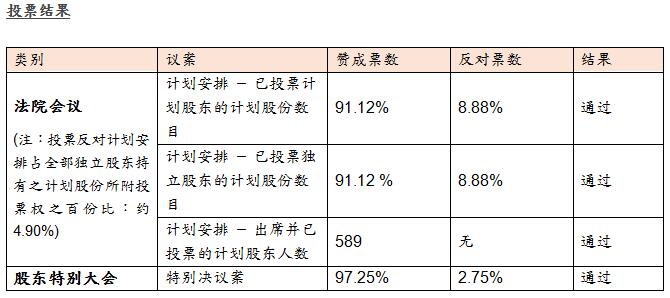 投票结果
类别 议案 赞成票数 反对票数 结果
法院会议
(注：投票反对计划安
排占全部独立股东持
有之计划股份所附投
票权之百份比：约
4.90%)
计划安排 – 已投票计
划股东的计划股份数
目
91.12% 8.88% 通过
计划安排 – 已投票独
立股东的计划股份数
目
91.12 % 8.88% 通过
计划安排 – 出席并已
投票的计划股东人数
589 无 通过
股东特别大会 特别决议案 97.25% 2.75% 通过